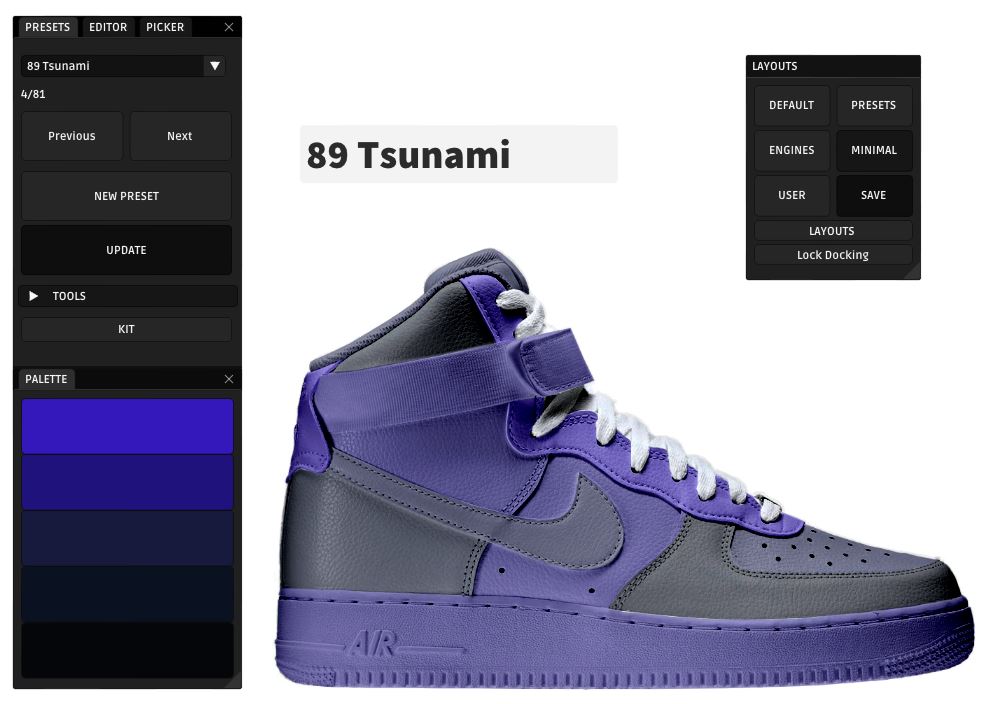 PRESETS EDITOR PICKER
89 Tsunami
4/81
Previous Next
NEW PRESET
UPDATE
TOOLS
KIT
PALETTE
89 Tsunami
LAYOUTS
DEFAULT PRESETS
ENGINES MINIMAL
USER SAVE
LAYOUTS
Lock Docking
AIR